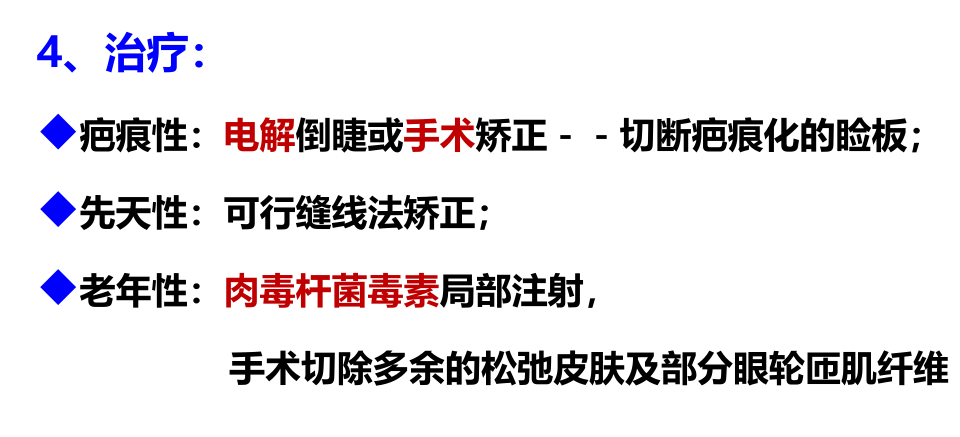 4、治疗：
◆疤痕性：电解倒睫或手术矫正－－切断疤痕化的睑板；
◆先天性：可行缝线法矫正；
◆老年性：肉毒杆菌毒素局部注射，
手术切除多余的松弛皮肤及部分眼轮匝肌纤维